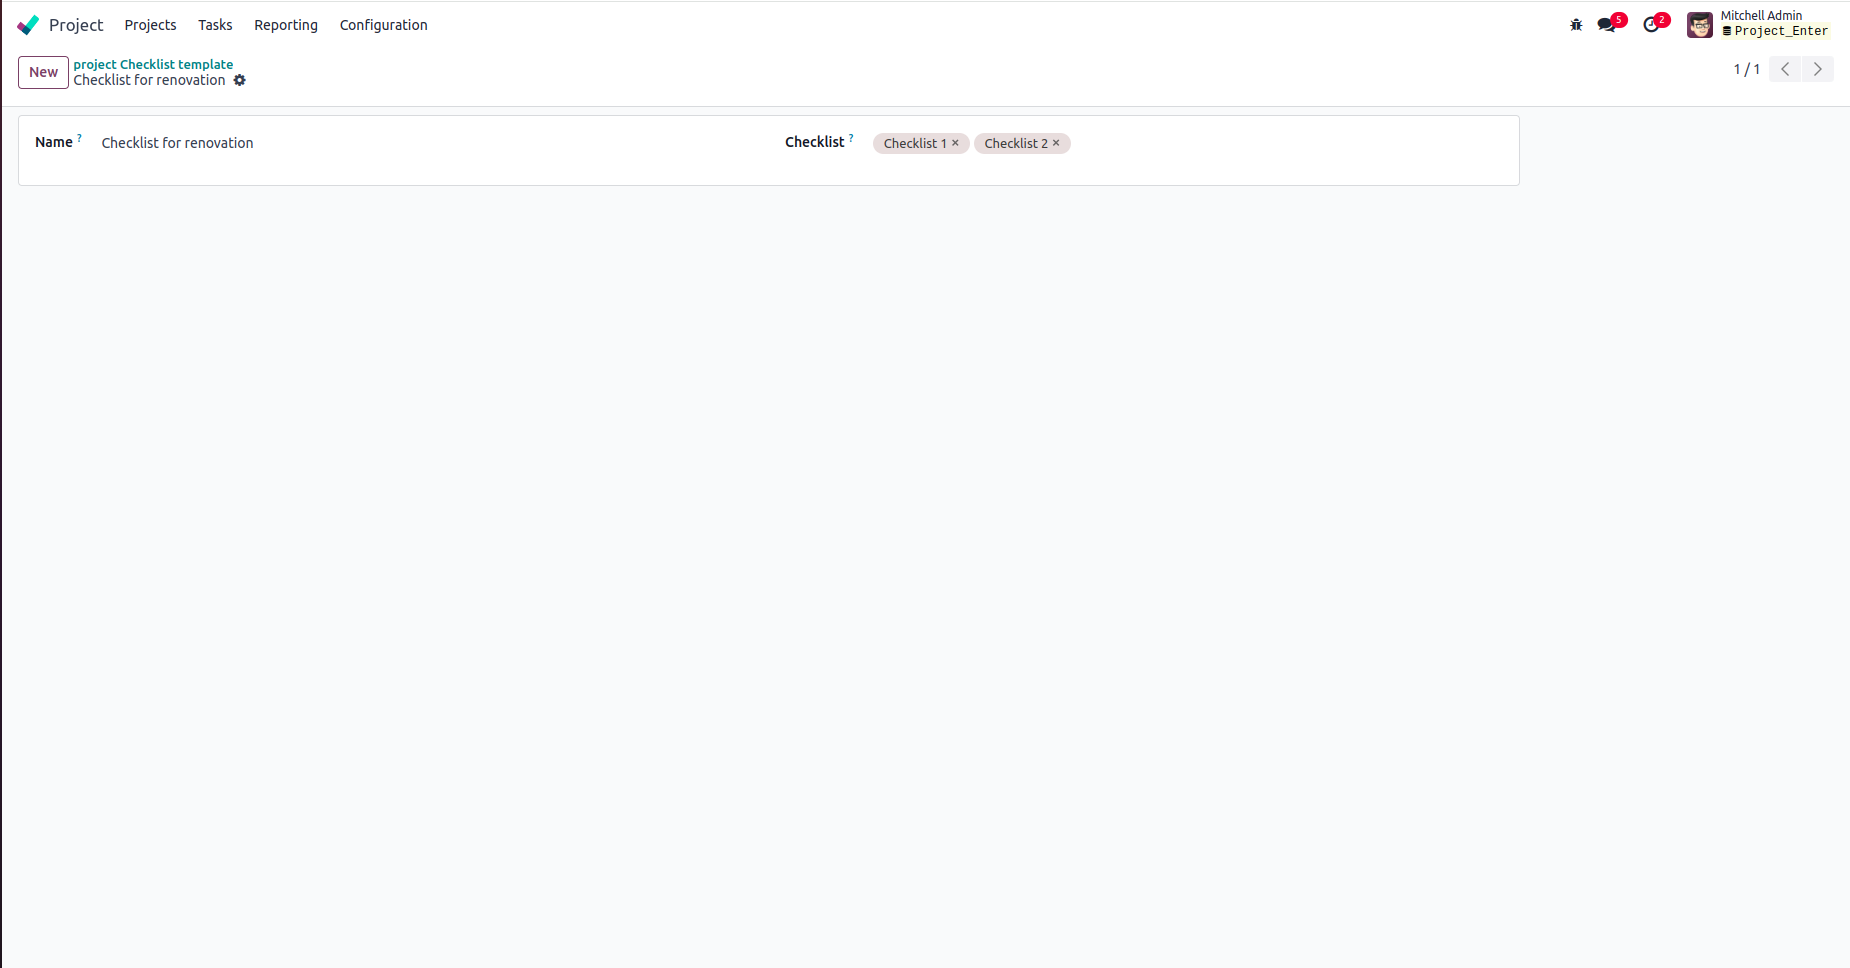 Project Projects Tasks Reporting Configuration 5 2 Mitchell Admin
Project_Enter
New project Checklist template
Checklist for renovation 1 / 1
Name ? Checklist for renovation Checklist ? Checklist 1 × Checklist 2 ×